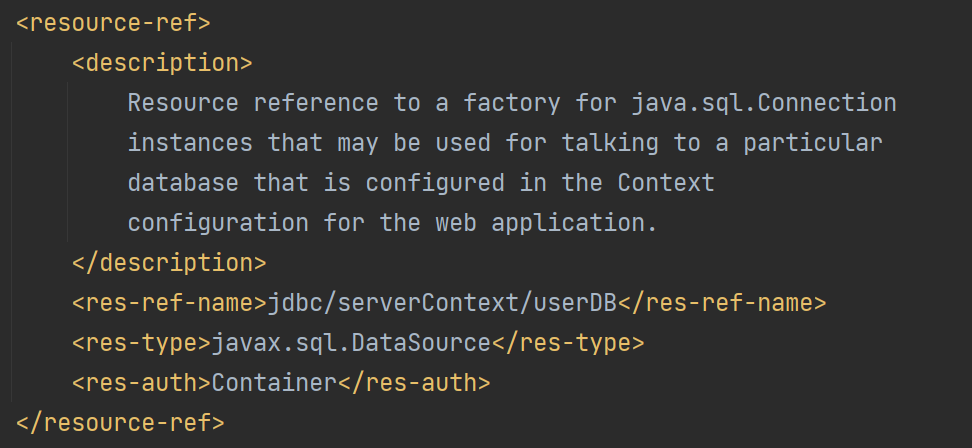 <resource-ref>
<description>
Resource reference to a factory for java.sql.Connection
instances that may be used for talking to a particular
database that is configured in the Context
configuration for the web application.
</description>
<res-ref-name>jdbc/serverContext/userDB</res-ref-name>
<res-type>javax.sql.DataSource</res-type>
<res-auth>Container</res-auth>
</resource-ref>